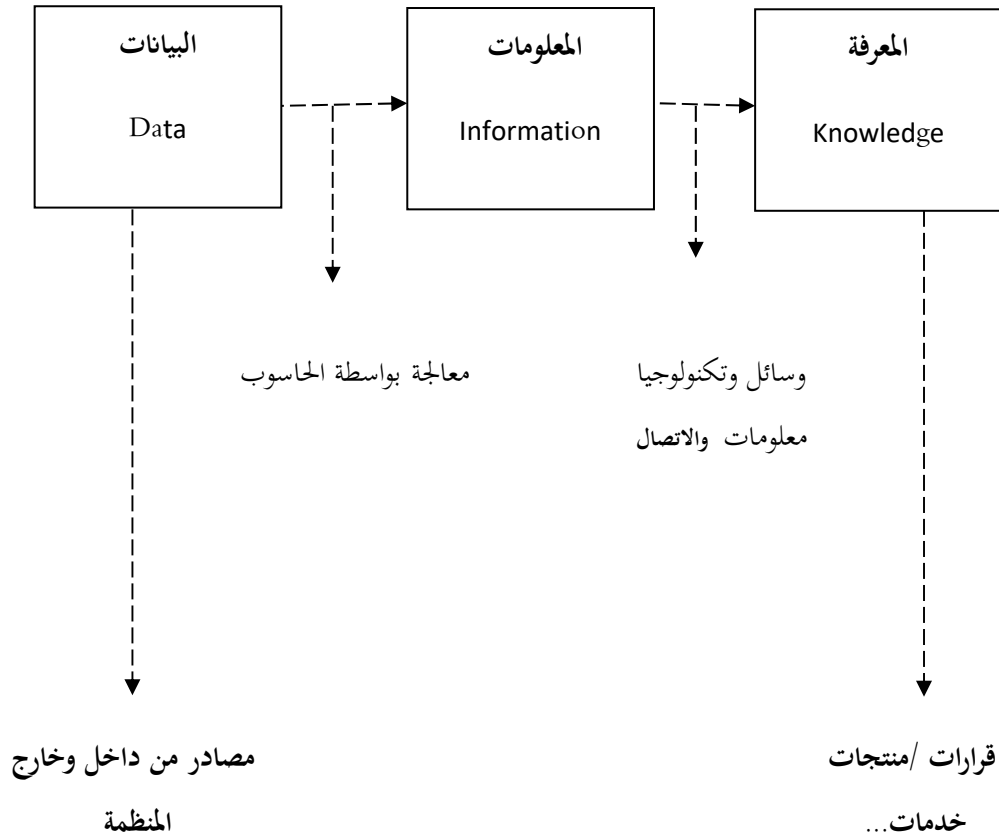 البيانات
Data
المعلومات
Information
المعرفة
Knowledge
معالجة بواسطة الحاسوب
وسائل وتكنولوجيا
معلومات والاتصال
مصادر من داخل وخارج
المنظمة
قرارات /منتجات
خدمات...